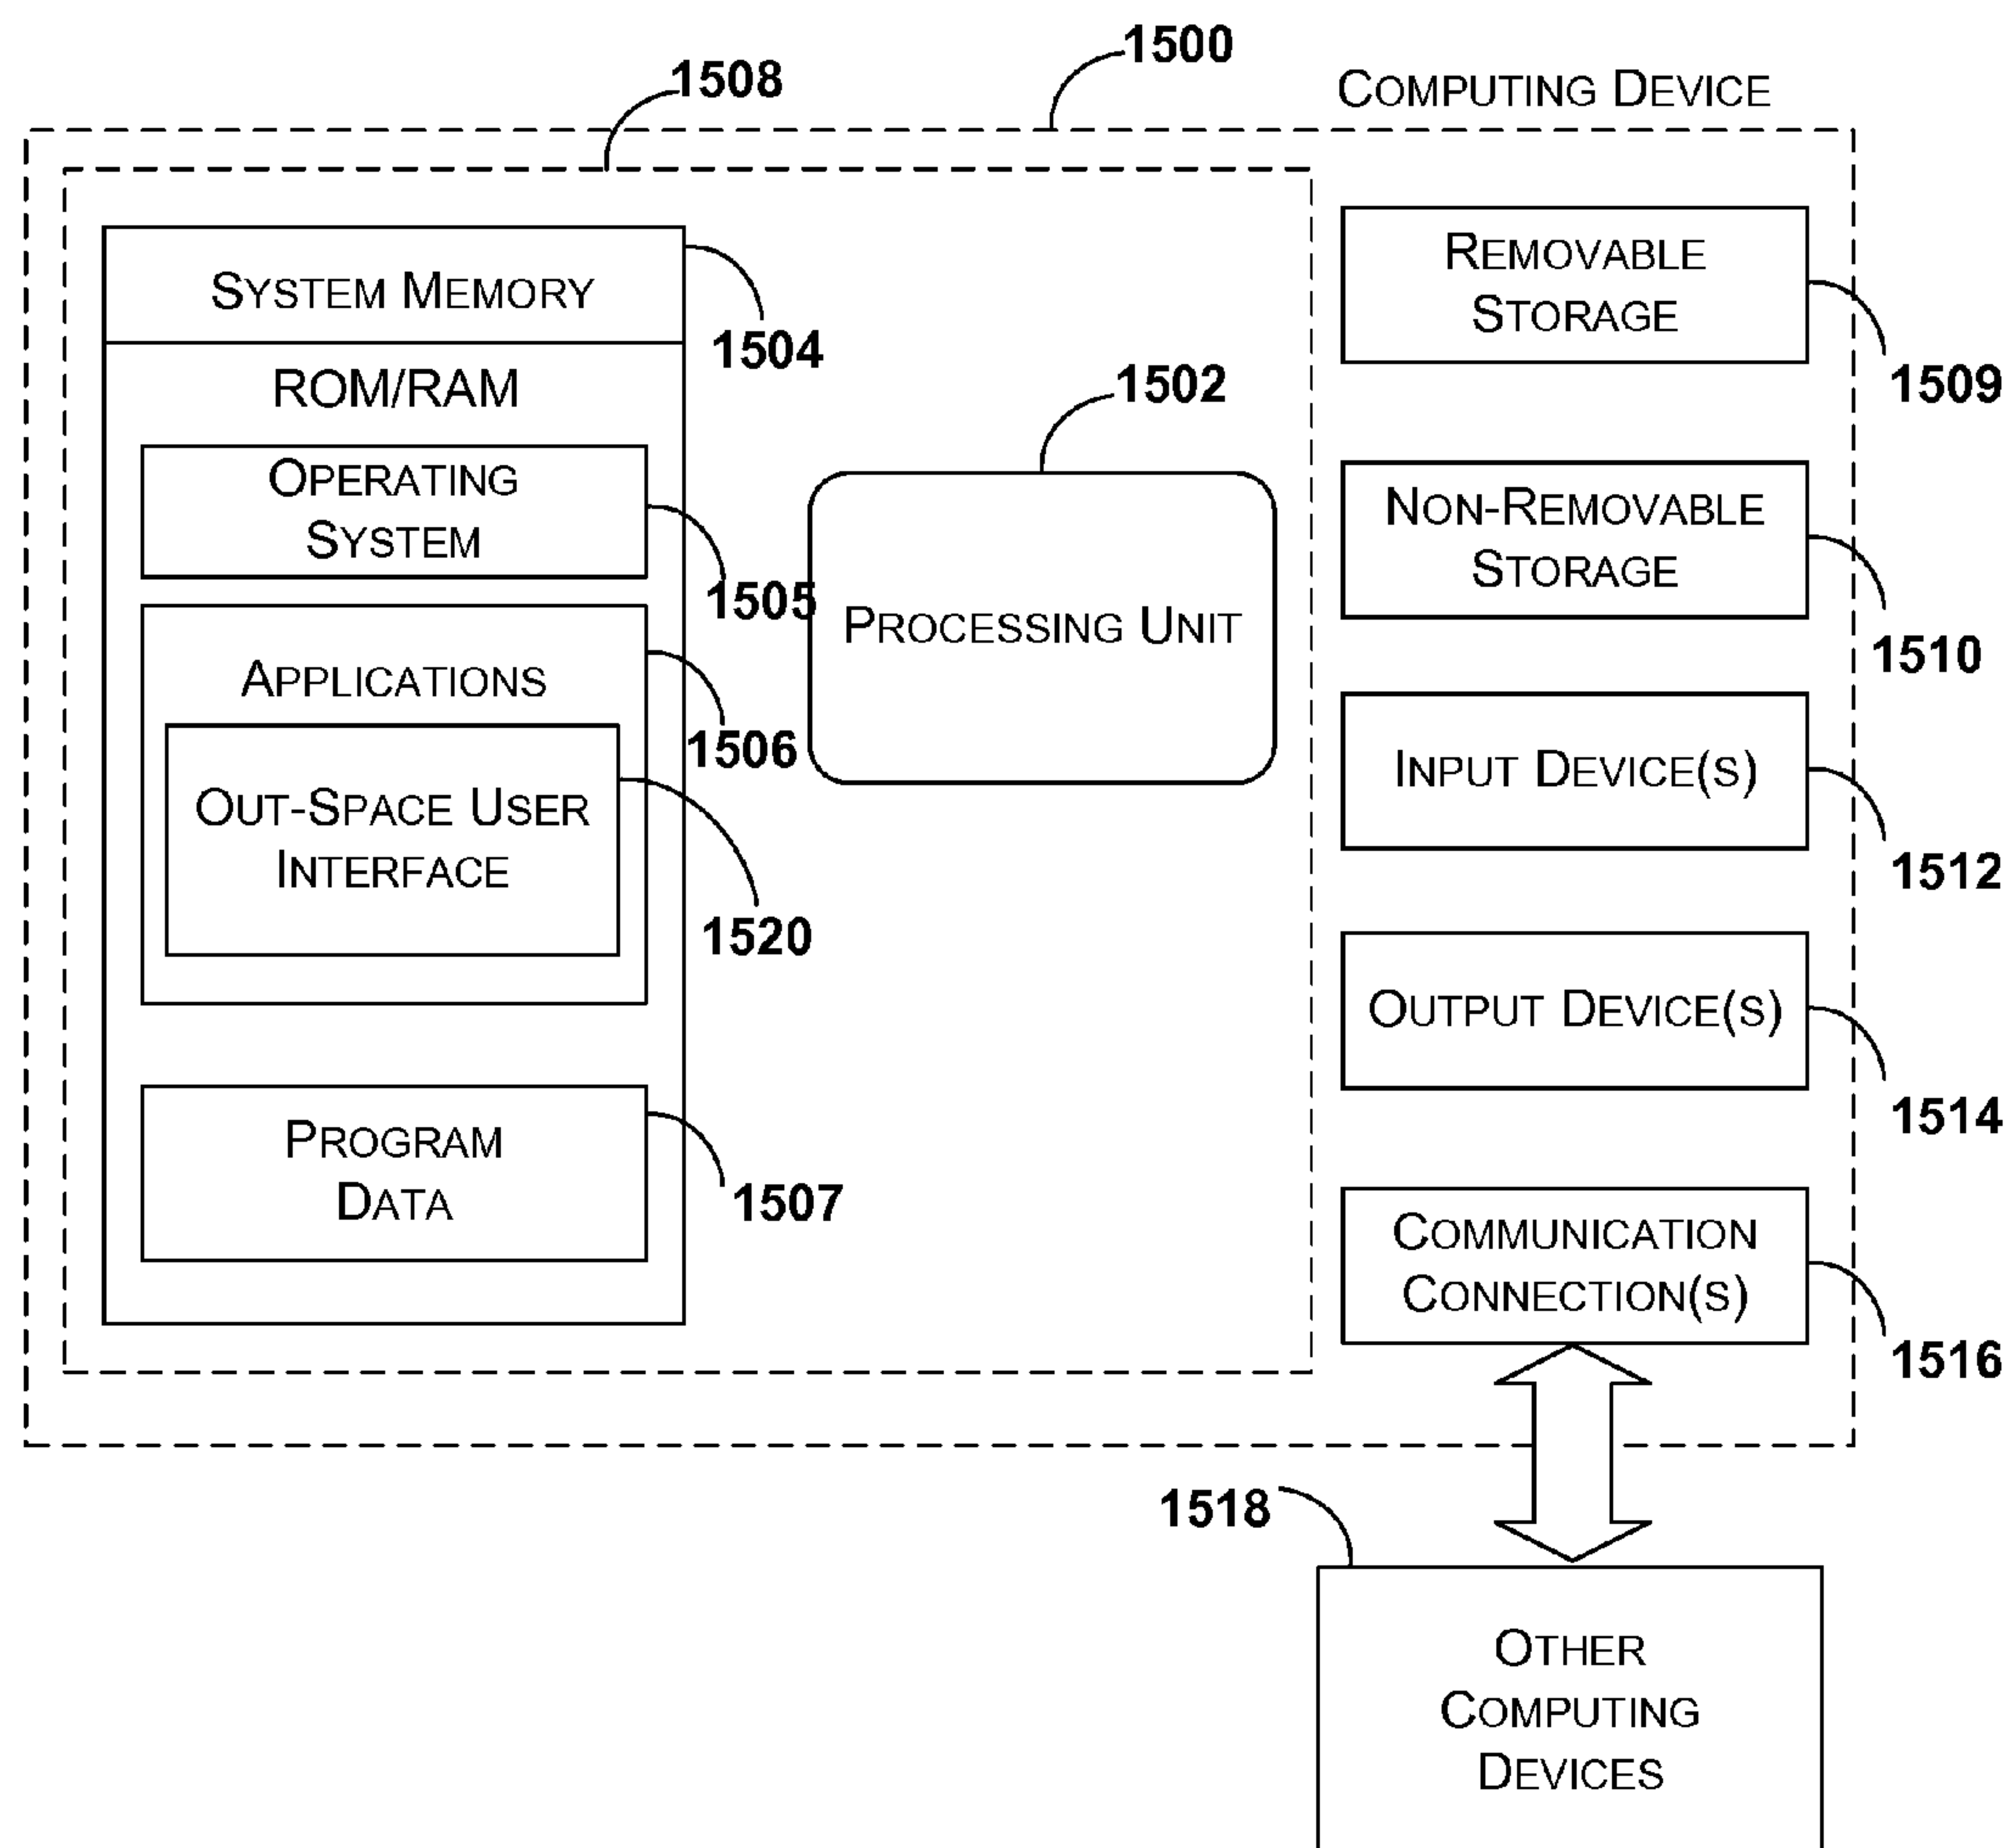 1500
COMPUTING DEVICE
1508
SYSTEM MEMORY
1504
ROM/RAM
OPERATING
SYSTEM
1505
APPLICATIONS
1506
OUT-SPACE USER
INTERFACE
1520
PROGRAM
DATA
1507
1502
PROCESSING UNIT
REMOVABLE
STORAGE
1509
NON-REMOVABLE
STORAGE
1510
INPUT DEVICE(S)
1512
OUTPUT DEVICE(S)
1514
COMMUNICATION
CONNECTION(S)
1516
1518
OTHER
COMPUTING
DEVICES